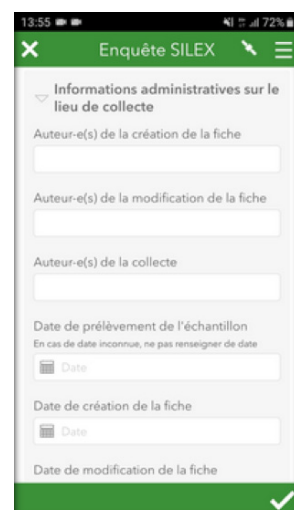 13:55 72%
Enquête SILEX
Informations administratives sur le
lieu de collecte
Auteur-e(s) de la création de la fiche
Auteur-e(s) de la modification de la fiche
Auteur-e(s) de la collecte
Date de prélèvement de l'échantillon
En cas de date inconnue, ne pas renseigner de date
Date
Date de création de la fiche
Date
Date de modification de la fiche